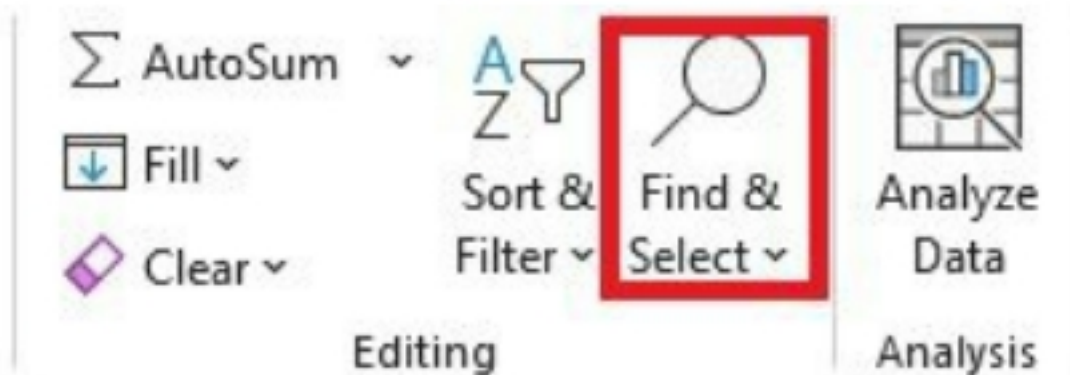 AutoSum
Fill
Clear
Sort &
Filter
Find &
Select
Editing
Analyze
Data
Analysis